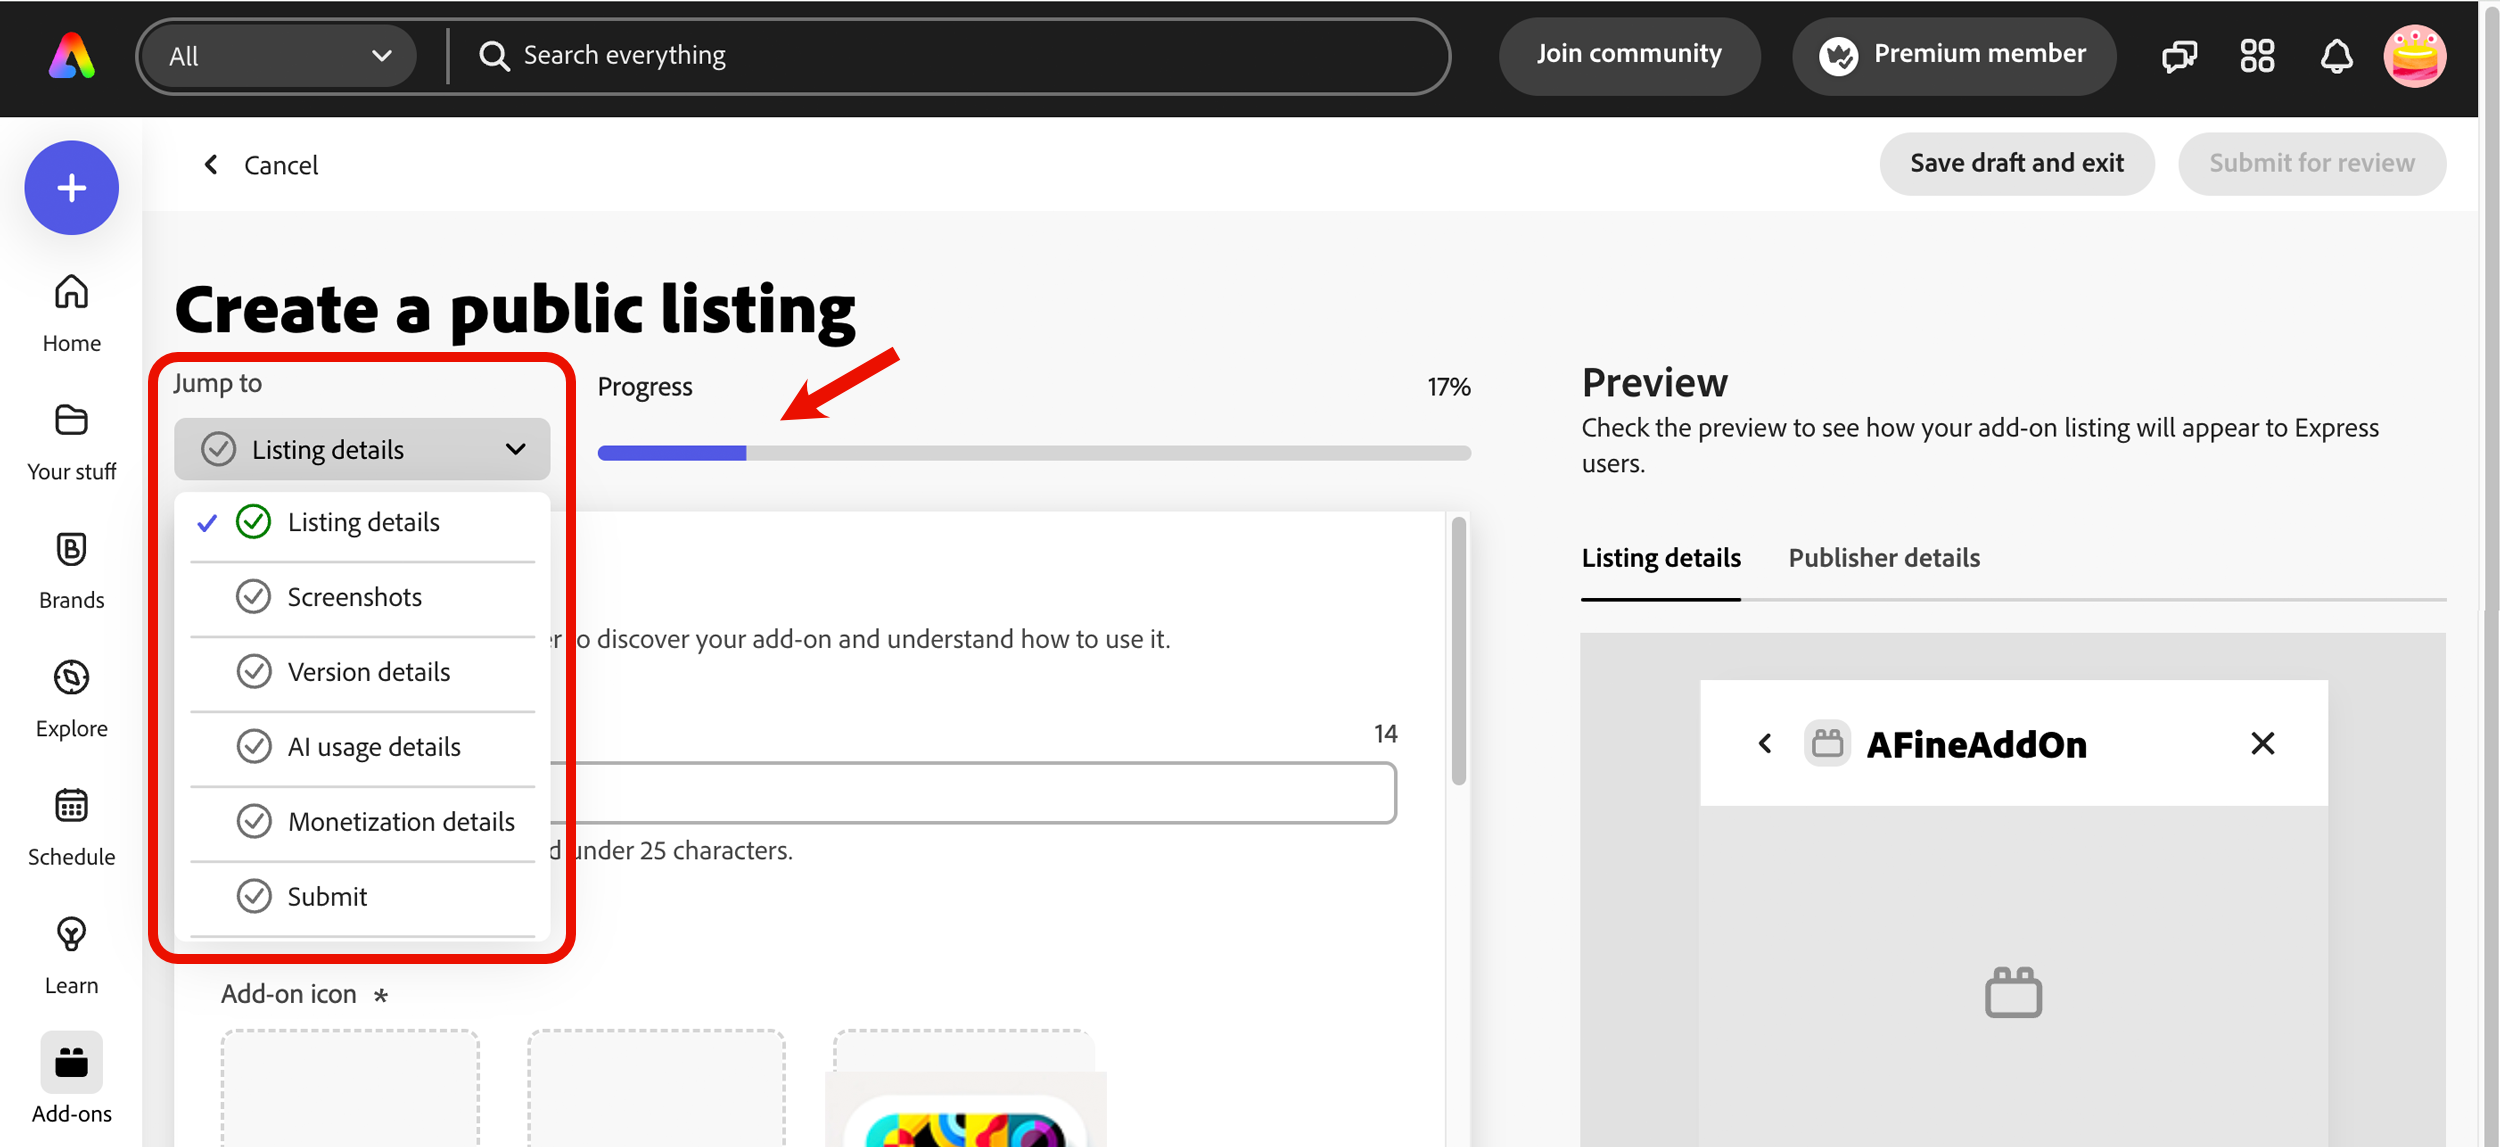 All
Search everything
Join community
Premium member
Cancel
Save draft and exit
Submit for review
Home
Your stuff
Brands
Explore
Schedule
Learn
Add-ons
Create a public listing
Jump to
Listing details
Progress
17%
Listing details
Screenshots
Version details
AI usage details
Monetization details
Submit
o discover your add-on and understand how to use it.
14
d under 25 characters.
Add-on icon *
Preview
Check the preview to see how your add-on listing will appear to Express
users.
Listing details
Publisher details
AFineAddOn